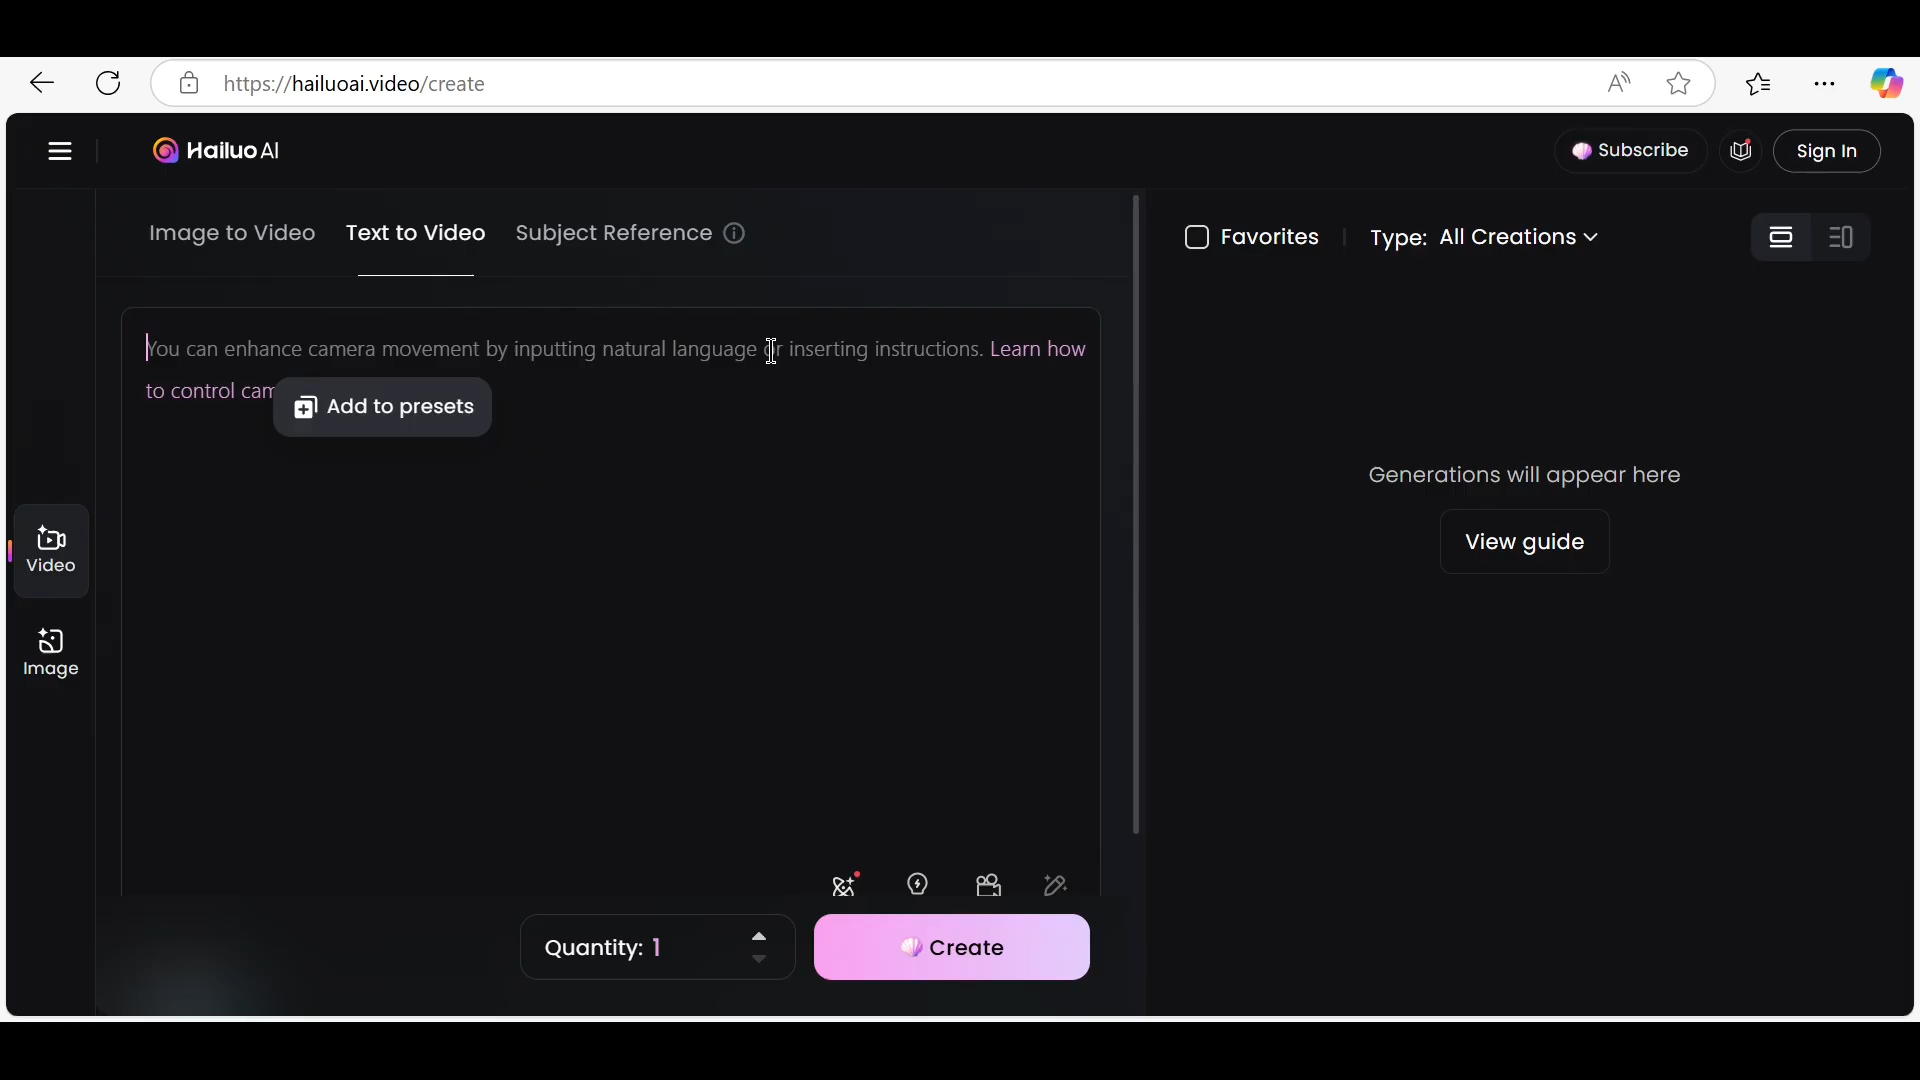 https://hailuoai.video/create
Hailuo AI
Subscribe
Sign In
Image to Video Text to Video Subject Reference
Favorites Type: All Creations
You can enhance camera movement by inputting natural language or inserting instructions. Learn how
to control cam
Add to presets
Generations will appear here
View guide
Video
Image
Quantity: 1
Create